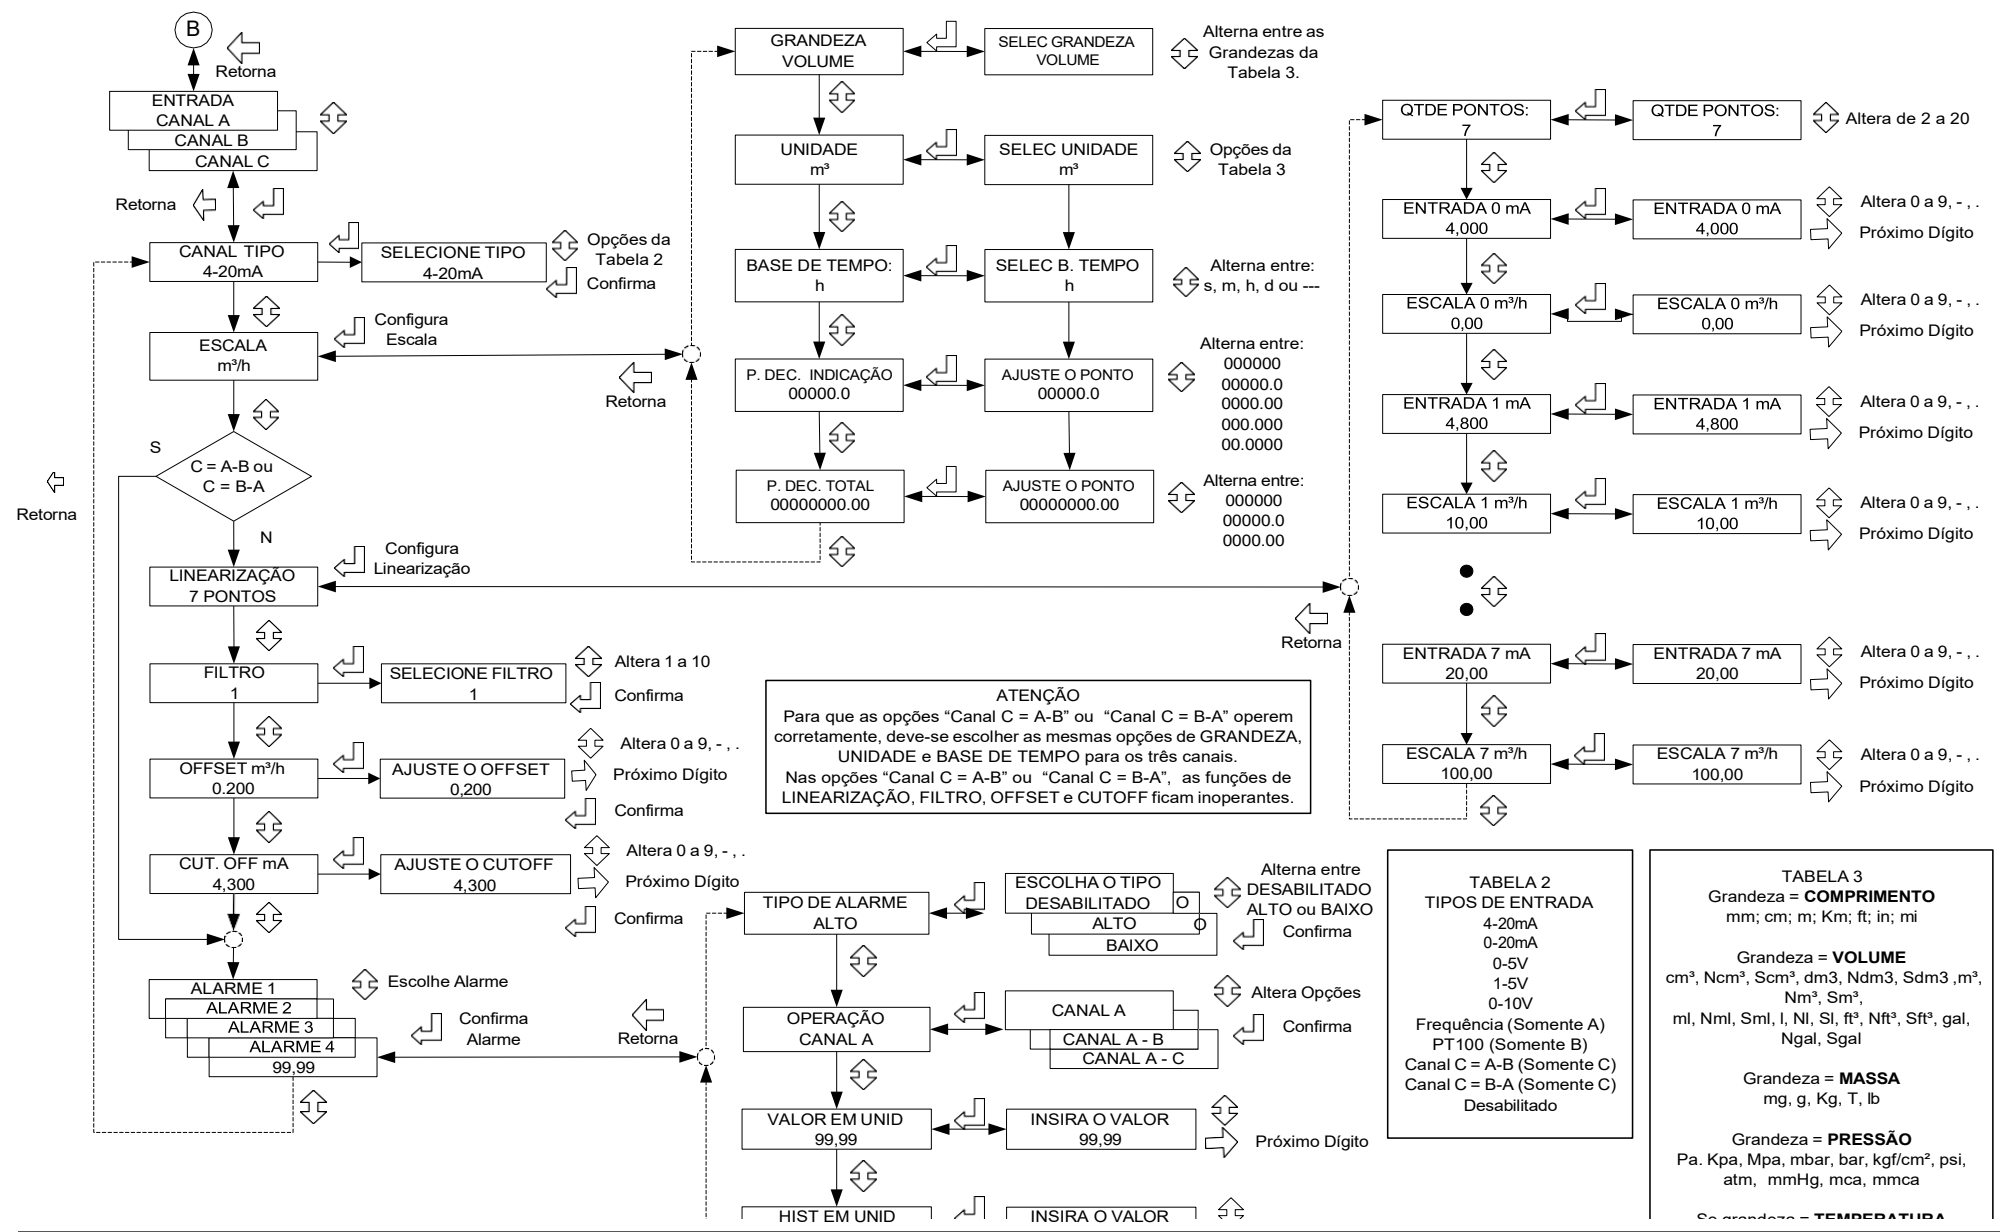 B
Retorna
ENTRADA
CANAL A
CANAL B
CANAL C
Retorna
CANAL TIPO
4-20mA
SELECIONE TIPO
4-20mA
Opções da
Tabela 2
Confirma
ESCALA
m³/h
Configura
Escala
S
C = A-B ou
C = B-A
N
Retorna
LINEARIZAÇÃO
7 PONTOS
Configura
Linearização
FILTRO
1
SELECIONE FILTRO
1
Altera 1 a 10
Confirma
OFFSET m³/h
0.200
AJUSTE O OFFSET
0,200
Altera 0 a 9, - , .
Próximo Dígito
Confirma
CUT. OFF mA
4,300
AJUSTE O CUTOFF
4,300
Altera 0 a 9, - , .
Próximo Dígito
Confirma
ALARME 1
ALARME 2
ALARME 3
ALARME 4
99,99
Escolhe Alarme
Confirma
Alarme
Retorna
GRANDEZA
VOLUME
SELEC GRANDEZA
VOLUME
Alterna entre as
Grandezas da
Tabela 3.
UNIDADE
m³
SELEC UNIDADE
m³
Opções da
Tabela 3
BASE DE TEMPO:
h
SELEC B. TEMPO
h
Alterna entre:
s, m, h, d ou ---
Retorna
P. DEC. INDICAÇÃO
00000.0
AJUSTE O PONTO
00000.0
Alterna entre:
000000
00000.0
0000.00
000.000
00.0000
P. DEC. TOTAL
00000000.00
AJUSTE O PONTO
00000000.00
Alterna entre:
000000
00000.0
0000.00
QTDE PONTOS:
7
QTDE PONTOS:
7
Altera de 2 a 20
ENTRADA 0 mA
4,000
ENTRADA 0 mA
4,000
Altera 0 a 9, - , .
Próximo Dígito
ESCALA 0 m³/h
0,00
ESCALA 0 m³/h
0,00
Altera 0 a 9, - , .
Próximo Dígito
ENTRADA 1 mA
4,800
ENTRADA 1 mA
4,800
Altera 0 a 9, - , .
Próximo Dígito
ESCALA 1 m³/h
10,00
ESCALA 1 m³/h
10,00
Altera 0 a 9, - , .
Próximo Dígito
Retorna
ENTRADA 7 mA
20,00
ENTRADA 7 mA
20,00
Altera 0 a 9, - , .
Próximo Dígito
ESCALA 7 m³/h
100,00
ESCALA 7 m³/h
100,00
Altera 0 a 9, - , .
Próximo Dígito
ATENÇÃO
Para que as opções “Canal C = A-B” ou “Canal C = B-A” operem
corretamente, deve-se escolher as mesmas opções de GRANDEZA,
UNIDADE e BASE DE TEMPO para os três canais.
Nas opções “Canal C = A-B” ou “Canal C = B-A”, as funções de
LINEARIZAÇÃO, FILTRO, OFFSET e CUTOFF ficam inoperantes.
TIPO DE ALARME
ALTO
ESCOLHA O TIPO
DESABILITADO
O
ALTO
O
BAIXO
Alterna entre
DESABILITADO
ALTO ou BAIXO
Confirma
OPERAÇÃO
CANAL A
CANAL A
CANAL A - B
CANAL A - C
Altera Opções
Confirma
VALOR EM UNID
99,99
INSIRA O VALOR
99,99
Próximo Dígito
HIST EM UNID
INSIRA O VALOR
TABELA 2
TIPOS DE ENTRADA
4-20mA
0-20mA
0-5V
1-5V
0-10V
Frequência (Somente A)
PT100 (Somente B)
Canal C = A-B (Somente C)
Canal C = B-A (Somente C)
Desabilitado
TABELA 3
Grandeza = COMPRIMENTO
mm; cm; m; Km; ft; in; mi
Grandeza = VOLUME
cm³, Ncm³, Scm³, dm3, Ndm3, Sdm3 ,m³,
Nm³, Sm³,
ml, Nml, Sml, l, Nl, Sl, ft³, Nft³, Sft³, gal,
Ngal, Sgal
Grandeza = MASSA
mg, g, Kg, T, lb
Grandeza = PRESSÃO
Pa. Kpa, Mpa, mbar, bar, kgf/cm², psi,
atm, mmHg, mca, mmca
Se grandeza = TEMPERATURA